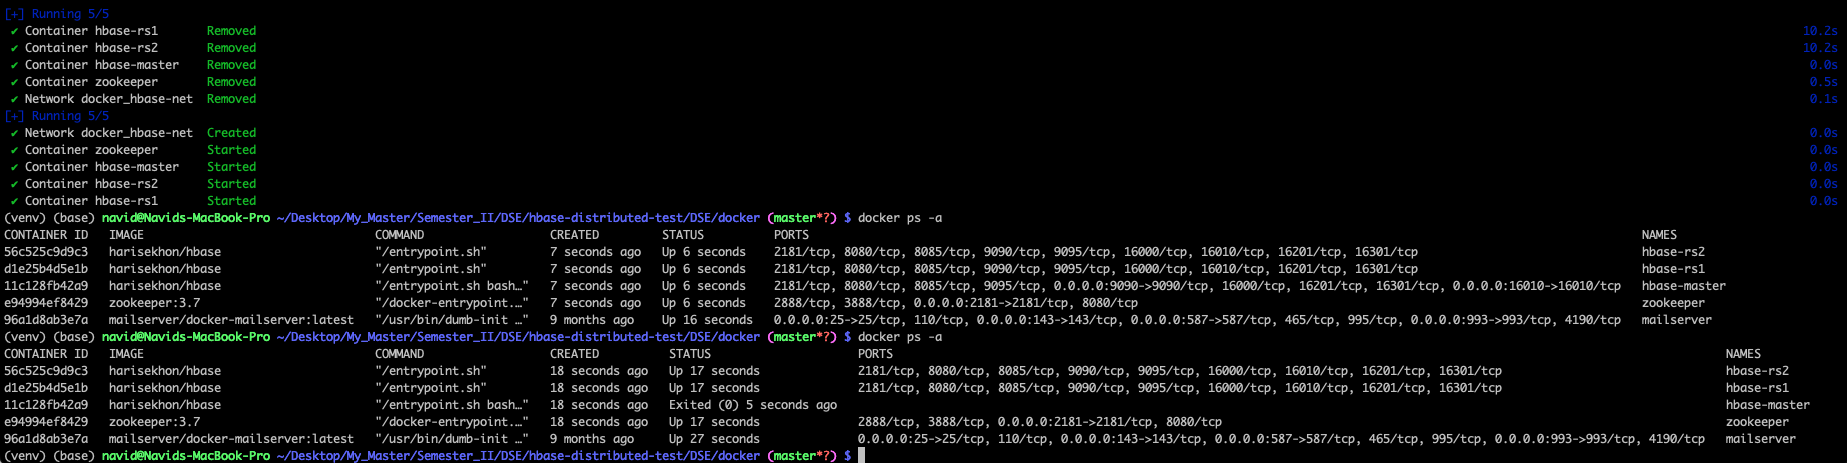 [+] Running 5/5
✔ Container hbase-rs1 Removed 10.2s
✔ Container hbase-rs2 Removed 10.2s
✔ Container hbase-master Removed 0.0s
✔ Container zookeeper Removed 0.5s
✔ Network docker_hbase-net Removed 0.1s
[+] Running 5/5
✔ Network docker_hbase-net Created 0.0s
✔ Container zookeeper Started 0.0s
✔ Container hbase-master Started 0.0s
✔ Container hbase-rs2 Started 0.0s
✔ Container hbase-rs1 Started 0.0s
(venv) (base) navid@Navids-MacBook-Pro ~/Desktop/My_Master/Semester_II/DSE/hbase-distributed-test/DSE/docker (master*?) $ docker ps -a
CONTAINER ID IMAGE COMMAND CREATED STATUS PORTS NAMES
56c525c9d9c3 harisekhon/hbase "/entrypoint.sh" 7 seconds ago Up 6 seconds 2181/tcp, 8080/tcp, 8085/tcp, 9090/tcp, 9095/tcp, 16000/tcp, 16010/tcp, 16201/tcp, 16301/tcp hbase-rs2
d1e25b4d5e1b harisekhon/hbase "/entrypoint.sh" 7 seconds ago Up 6 seconds 2181/tcp, 8080/tcp, 8085/tcp, 9090/tcp, 9095/tcp, 16000/tcp, 16010/tcp, 16201/tcp, 16301/tcp hbase-rs1
11c128fb42a9 harisekhon/hbase "/entrypoint.sh bash…" 7 seconds ago Up 6 seconds 2181/tcp, 8080/tcp, 8085/tcp, 9095/tcp, 0.0.0.0:9090->9090/tcp, 16000/tcp, 16201/tcp, 16301/tcp, 0.0.0.0:16010->16010/tcp hbase-master
e94994ef8429 zookeeper:3.7 "/docker-entrypoint.…" 7 seconds ago Up 6 seconds 2888/tcp, 3888/tcp, 0.0.0.0:2181->2181/tcp, 8080/tcp zookeeper
96a1d8ab3e7a mailserver/docker-mailserver:latest "/usr/bin/dumb-init …" 9 months ago Up 16 seconds 0.0.0.0:25->25/tcp, 110/tcp, 0.0.0.0:143->143/tcp, 0.0.0.0:587->587/tcp, 465/tcp, 995/tcp, 0.0.0.0:993->993/tcp, 4190/tcp mailserver
(venv) (base) navid@Navids-MacBook-Pro ~/Desktop/My_Master/Semester_II/DSE/hbase-distributed-test/DSE/docker (master*?) $ docker ps -a
CONTAINER ID IMAGE COMMAND CREATED STATUS PORTS NAMES
56c525c9d9c3 harisekhon/hbase "/entrypoint.sh" 18 seconds ago Up 17 seconds 2181/tcp, 8080/tcp, 8085/tcp, 9090/tcp, 9095/tcp, 16000/tcp, 16010/tcp, 16201/tcp, 16301/tcp hbase-rs2
d1e25b4d5e1b harisekhon/hbase "/entrypoint.sh" 18 seconds ago Up 17 seconds 2181/tcp, 8080/tcp, 8085/tcp, 9090/tcp, 9095/tcp, 16000/tcp, 16010/tcp, 16201/tcp, 16301/tcp hbase-rs1
11c128fb42a9 harisekhon/hbase "/entrypoint.sh bash…" 18 seconds ago Exited (0) 5 seconds ago hbase-master
e94994ef8429 zookeeper:3.7 "/docker-entrypoint.…" 18 seconds ago Up 17 seconds 2888/tcp, 3888/tcp, 0.0.0.0:2181->2181/tcp, 8080/tcp zookeeper
96a1d8ab3e7a mailserver/docker-mailserver:latest "/usr/bin/dumb-init …" 9 months ago Up 27 seconds 0.0.0.0:25->25/tcp, 110/tcp, 0.0.0.0:143->143/tcp, 0.0.0.0:587->587/tcp, 465/tcp, 995/tcp, 0.0.0.0:993->993/tcp, 4190/tcp mailserver
(venv) (base) navid@Navids-MacBook-Pro ~/Desktop/My_Master/Semester_II/DSE/hbase-distributed-test/DSE/docker (master*?) $